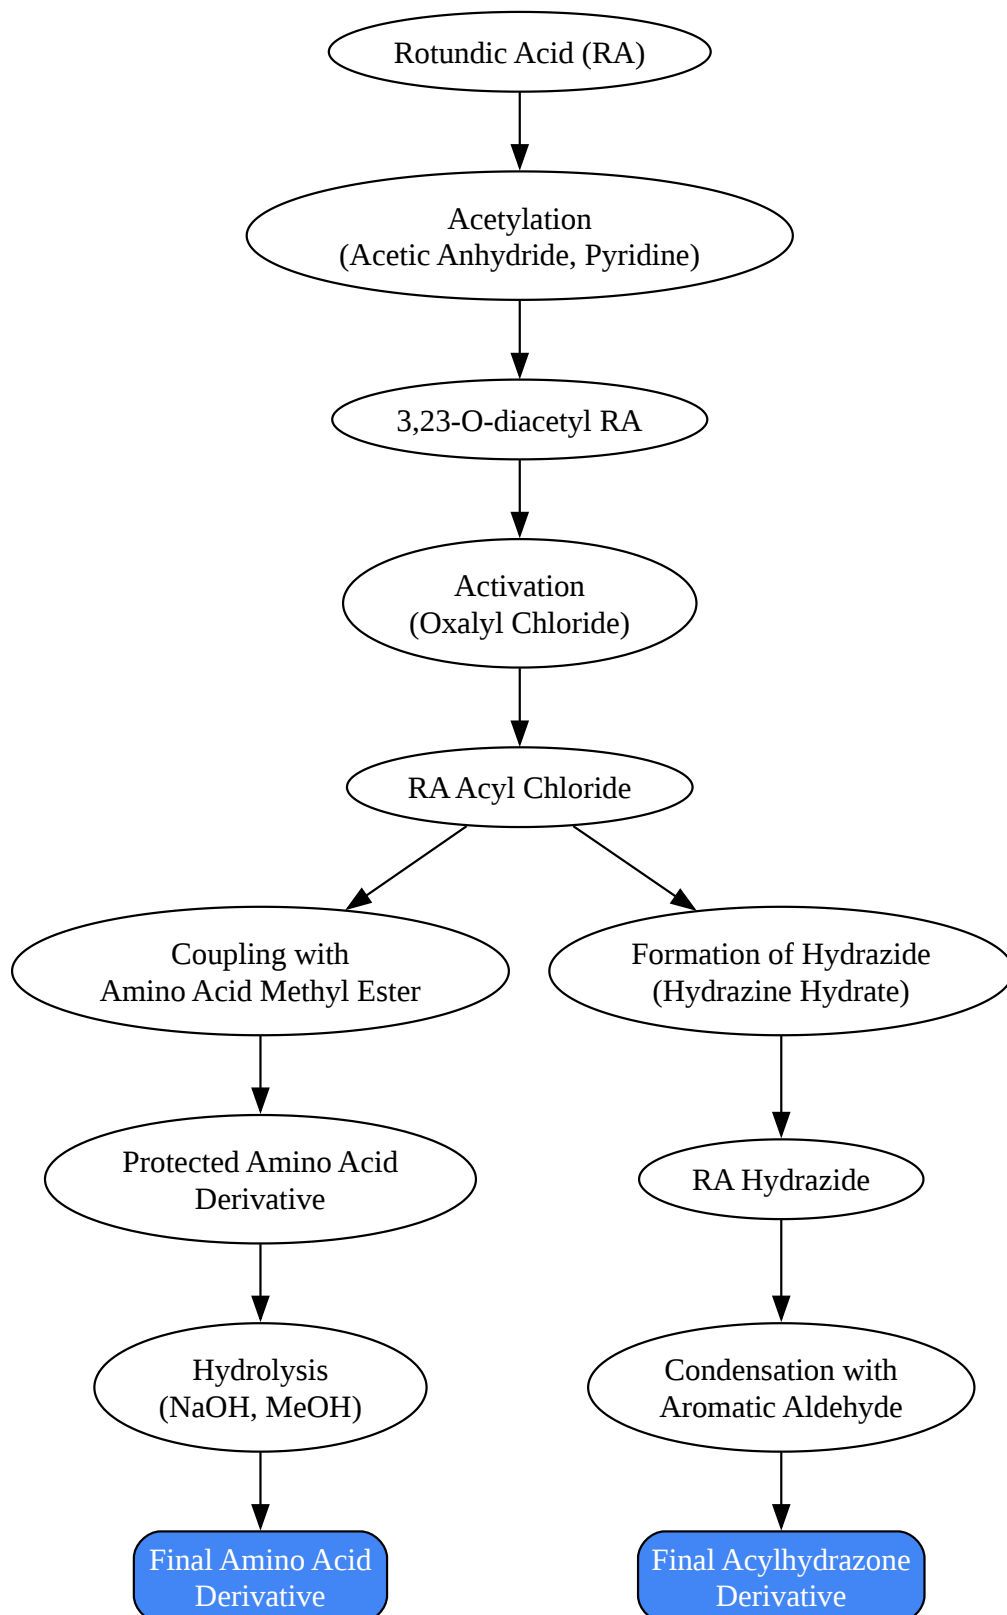 Rotundic Acid (RA)
Acetylation
(Acetic Anhydride, Pyridine)
3,23-O-diacetyl RA
Activation
(Oxalyl Chloride)
RA Acyl Chloride
Coupling with
Amino Acid Methyl Ester
Formation of Hydrazide
(Hydrazine Hydrate)
Protected Amino Acid
Derivative
RA Hydrazide
Hydrolysis
(NaOH, MeOH)
Condensation with
Aromatic Aldehyde
Final Amino Acid
Derivative
Final Acylhydrazone
Derivative